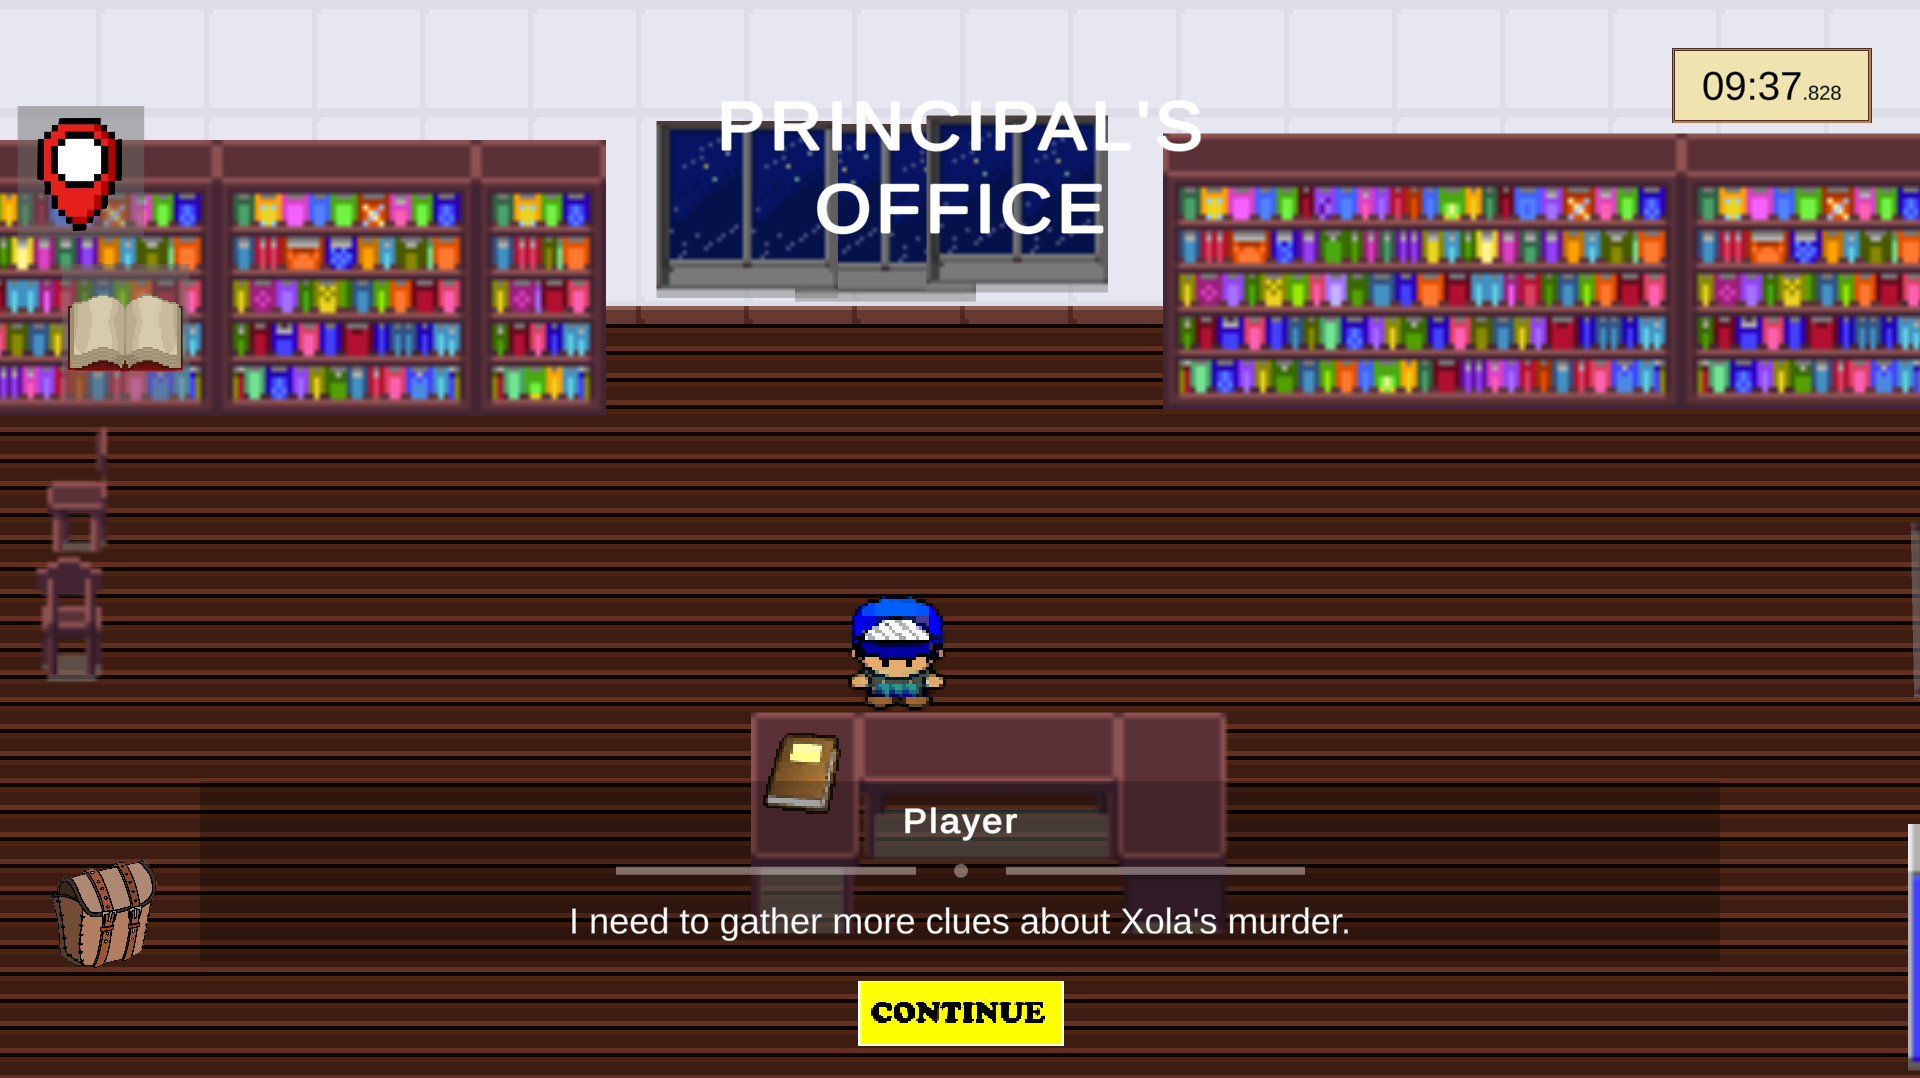 PRINCIPAL'S
OFFICE
09:37.828
Player
I need to gather more clues about Xola's murder.
CONTINUE